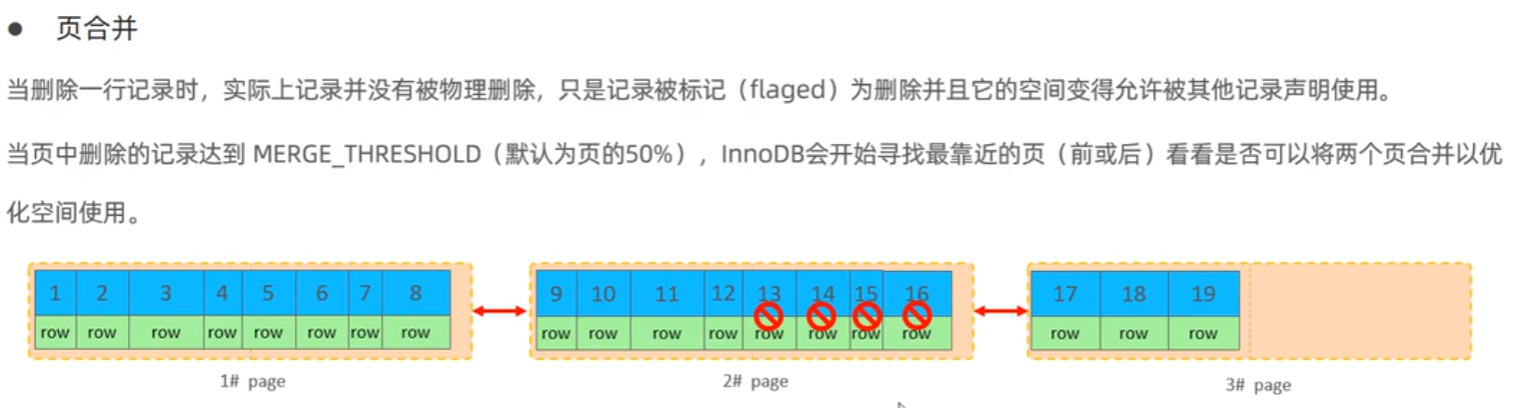 ● 页合并
当删除一行记录时，实际上记录并没有被物理删除，只是记录被标记（flaged）为删除并且它的空间变得允许被其他记录声明使用。
当页中删除的记录达到 MERGE_THRESHOLD（默认为页的50%），InnoDB会开始寻找最靠近的页（前或后）看看是否可以将两个页合并以优
化空间使用。
1 2 3 4 5 6 7 8 9 10 11 12 13 14 15 16 17 18 19
row row row row row row row row row row row row row row row row row row row
1# page 2# page 3# page